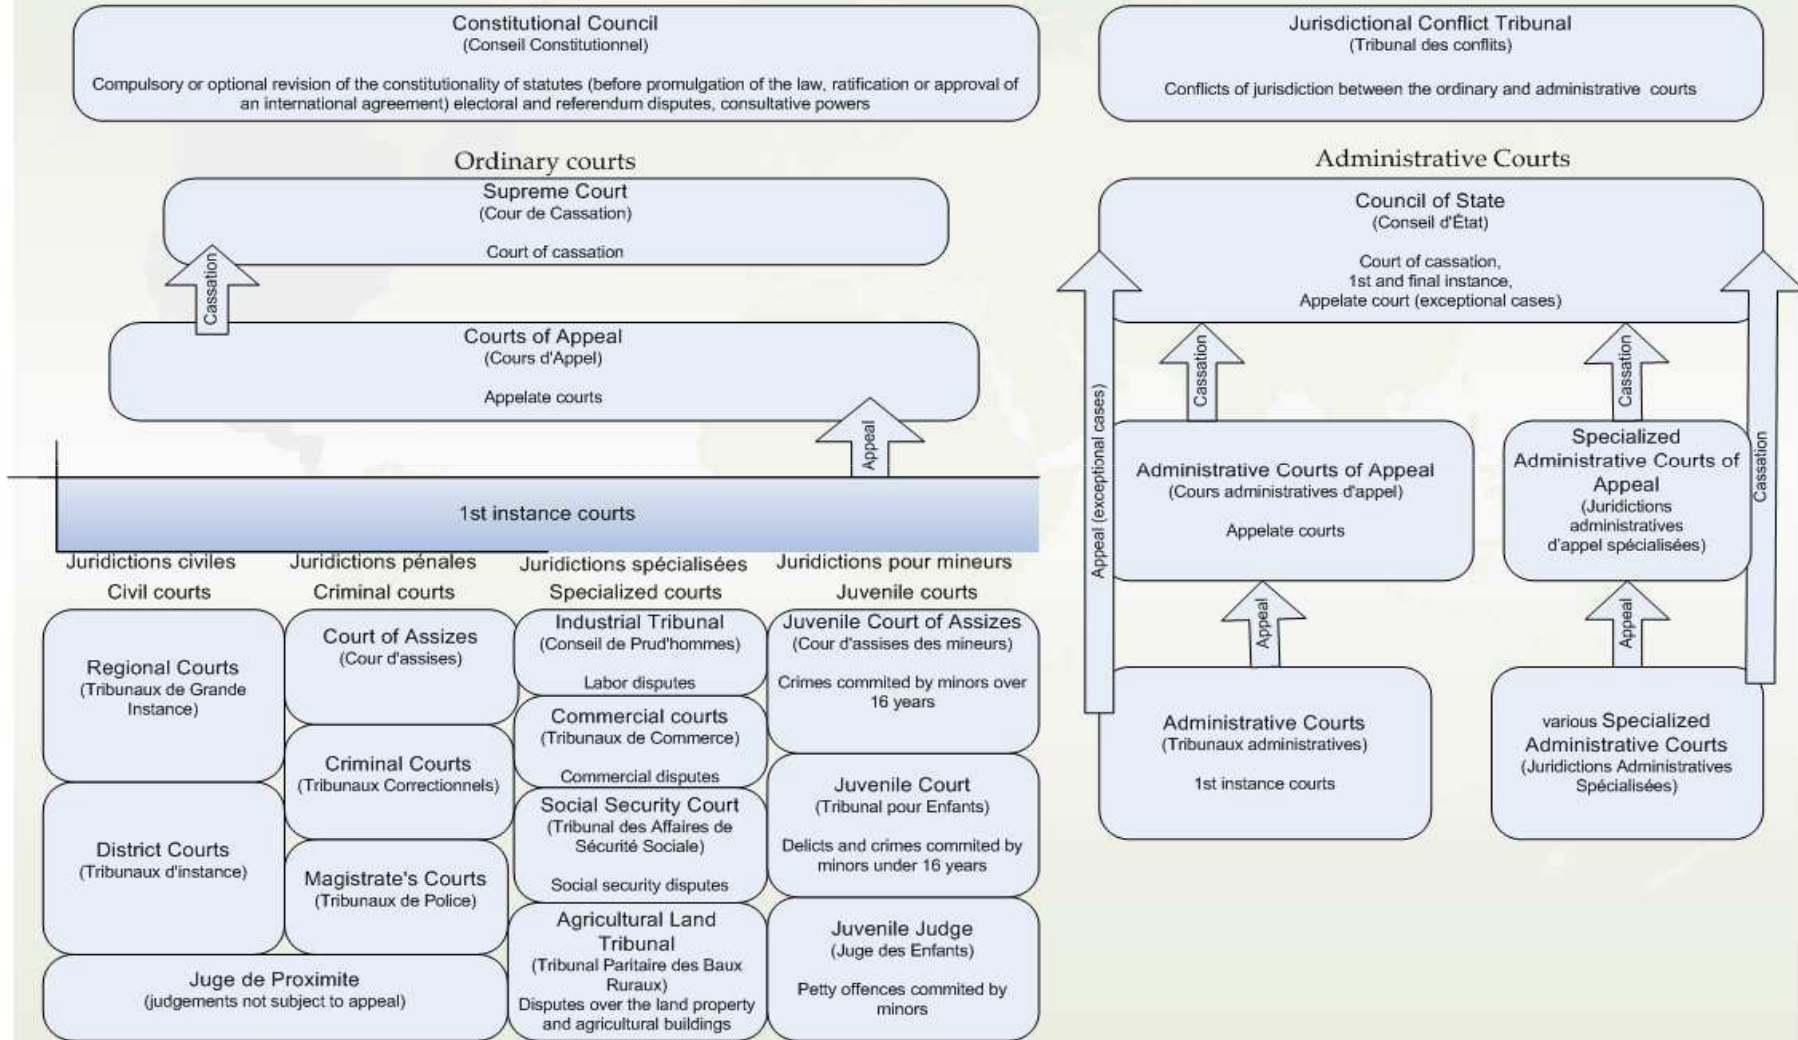 Constitutional Council
(Conseil Constitutionnel)
Compulsory or optional revision of the constitutionality of statutes (before promulgation of the law, ratification or approval of
an international agreement) electoral and referendum disputes, consultative powers
Jurisdictional Conflict Tribunal
(Tribunal des conflits)
Conflicts of jurisdiction between the ordinary and administrative courts
Ordinary courts
Supreme Court
(Cour de Cassation)
Court of cassation
Cassation
Courts of Appeal
(Cours d'Appel)
Appelate courts
Appeal
1st instance courts
Juridictions civiles
Civil courts
Regional Courts
(Tribunaux de Grande
Instance)
District Courts
(Tribunaux d'instance)
Juridictions pénales
Criminal courts
Court of Assizes
(Cour d'assises)
Criminal Courts
(Tribunaux Correctionnels)
Magistrate's Courts
(Tribunaux de Police)
Juge de Proximite
(judgements not subject to appeal)
Juridictions spécialisées
Specialized courts
Industrial Tribunal
(Conseil de Prud'hommes)
Labor disputes
Commercial courts
(Tribunaux de Commerce)
Commercial disputes
Social Security Court
(Tribunal des Affaires de
Sécurité Sociale)
Social security disputes
Agricultural Land
Tribunal
(Tribunal Paritaire des Baux
Ruraux)
Disputes over the land property
and agricultural buildings
Juridictions pour mineurs
Juvenile courts
Juvenile Court of Assizes
(Cour d'assises des mineurs)
Crimes commited by minors over
16 years
Juvenile Court
(Tribunal pour Enfants)
Delicts and crimes commited by
minors under 16 years
Juvenile Judge
(Juge des Enfants)
Petty offences commited by
minors
Administrative Courts
Council of State
(Conseil d'État)
Court of cassation,
1st and final instance,
Appelate court (exceptional cases)
Appeal (exceptional cases)
Cassation
Cassation
Cassation
Administrative Courts of Appeal
(Cours administratives d'appel)
Appelate courts
Specialized
Administrative Courts of
Appeal
(Juridictions
administratives
d'appel spécialisées)
Appeal
Appeal
Administrative Courts
(Tribunaux administratives)
1st instance courts
various Specialized
Administrative Courts
(Juridictions Administratives
Spécialisées)